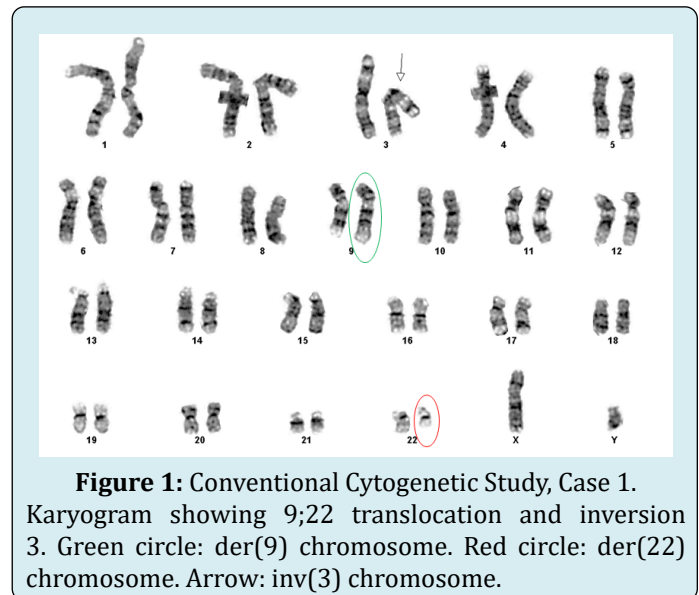 1 2 3 4 5
6 7 8 9 10 11 12
13 14 15 16 17 18
19 20 21 22 X Y
Figure 1: Conventional Cytogenetic Study, Case 1.
Karyogram showing 9;22 translocation and inversion
3. Green circle: der(9) chromosome. Red circle: der(22)
chromosome. Arrow: inv(3) chromosome.